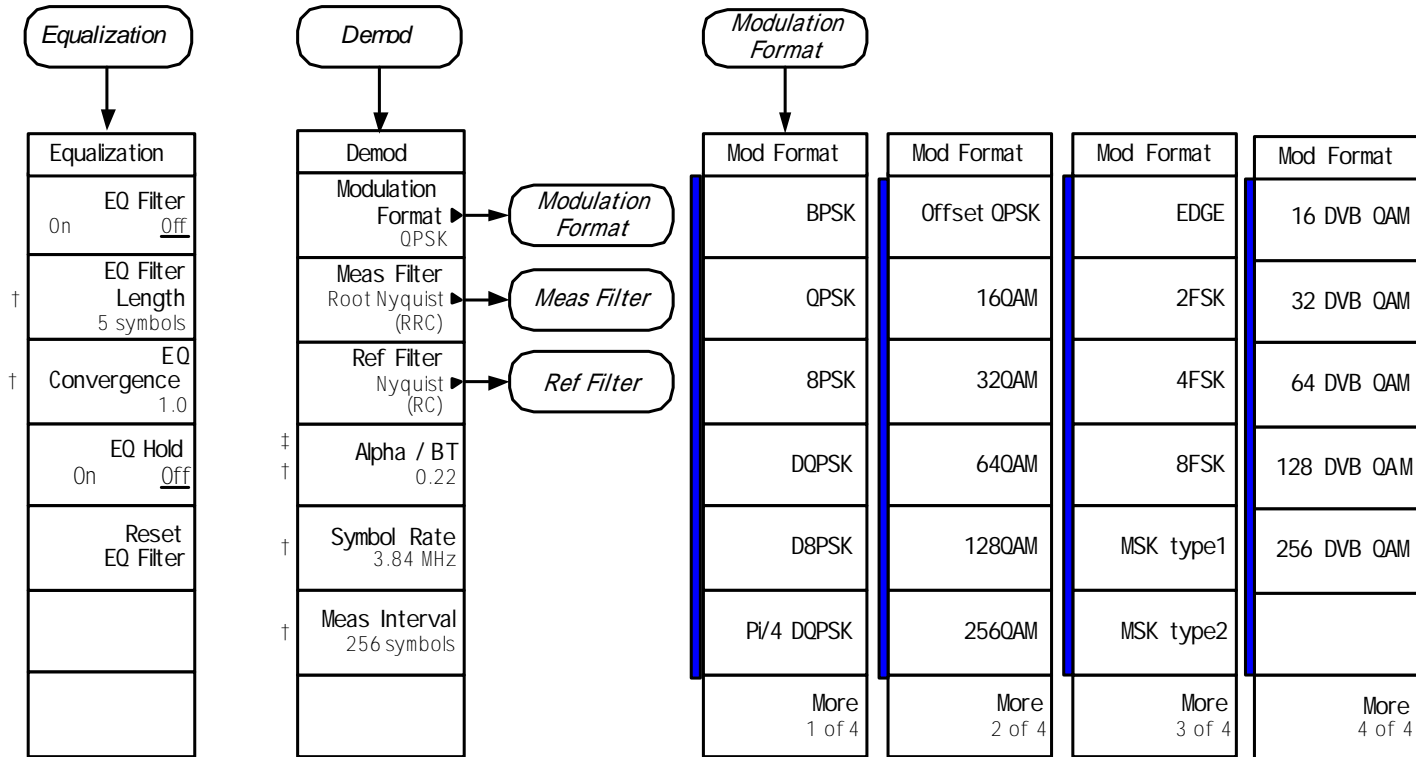 Equalization
Equalization
EQ Filter
On Off
†
EQ Filter
Length
5 symbols
†
EQ
Convergence
1.0
EQ Hold
On Off
Reset
EQ Filter
Demod
Demod
Modulation
Format
QPSK
Modulation
Format
Meas Filter
Root Nyquist
(RRC)
Meas Filter
Ref Filter
Nyquist
(RC)
Ref Filter
‡
†
Alpha / BT
0.22
†
Symbol Rate
3.84 MHz
†
Meas Interval
256 symbols
Modulation
Format
Mod Format
BPSK
QPSK
8PSK
DQPSK
D8PSK
Pi/4 DQPSK
More
1 of 4
Mod Format
Offset QPSK
16QAM
32QAM
64QAM
128QAM
256QAM
More
2 of 4
Mod Format
EDGE
2FSK
4FSK
8FSK
MSK type1
MSK type2
More
3 of 4
Mod Format
16 DVB QAM
32 DVB QAM
64 DVB QAM
128 DVB QAM
256 DVB QAM
More
4 of 4